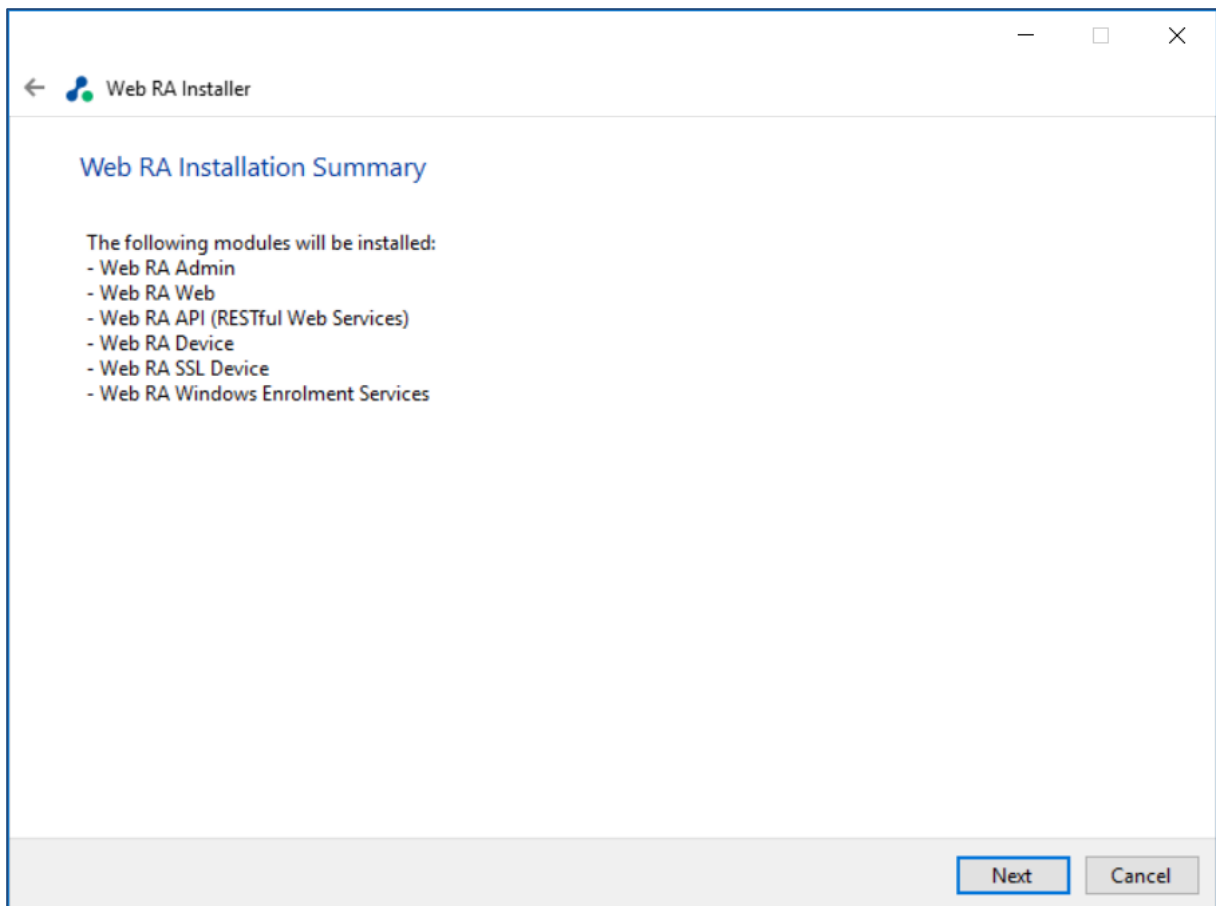 Web RA Installer
Web RA Installation Summary
The following modules will be installed:
- Web RA Admin
- Web RA Web
- Web RA API (RESTful Web Services)
- Web RA Device
- Web RA SSL Device
- Web RA Windows Enrolment Services
Next Cancel